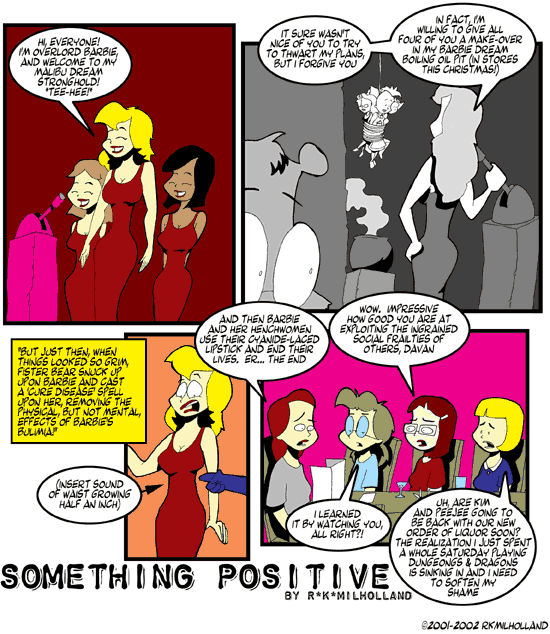 HI, EVERYONE!
I'M OVERLORD BARBIE,
AND WELCOME TO MY
MALIBU DREAM
STRONGHOLD!
*TEE-HEE!*
IT SURE WASN'T
NICE OF YOU TO TRY
TO THWART MY PLANS,
BUT I FORGIVE YOU
IN FACT, I'M
WILLING TO GIVE ALL
FOUR OF YOU A MAKE-OVER
IN MY BARBIE DREAM
BOILING OIL PIT (IN STORES
THIS CHRISTMAS!)
"BUT JUST THEN, WHEN
THINGS LOOKED SO GRIM,
FISTER BEAR SNUCK UP
UPON BARBIE AND CAST
A 'CURE DISEASE' SPELL
UPON HER, REMOVING THE
PHYSICAL, BUT NOT MENTAL,
EFFECTS OF BARBIE'S
BULIMIA!"
(INSERT SOUND
OF WAIST GROWING
HALF AN INCH)
AND THEN BARBIE
AND HER HENCHWOMEN
USE THEIR CYANIDE-LACED
LIPSTICK AND END THEIR
LIVES. ER... THE END
WOW. IMPRESSIVE
HOW GOOD YOU ARE AT
EXPLOITING THE INGRAINED
SOCIAL FRAILTIES OF
OTHERS, DAVAN
I LEARNED
IT BY WATCHING YOU,
ALL RIGHT?!
UH, ARE KIM
AND PEEJEE GOING TO
BE BACK WITH OUR NEW
ORDER OF LIQUOR SOON?
THE REALIZATION I JUST SPENT
A WHOLE SATURDAY PLAYING
DUNGEONS & DRAGONS
IS SINKING IN AND I NEED
TO SOFTEN MY
SHAME
SOMETHING POSITIVE
BY R*K*MILHOLLAND
©2001-2002 RKMILHOLLAND